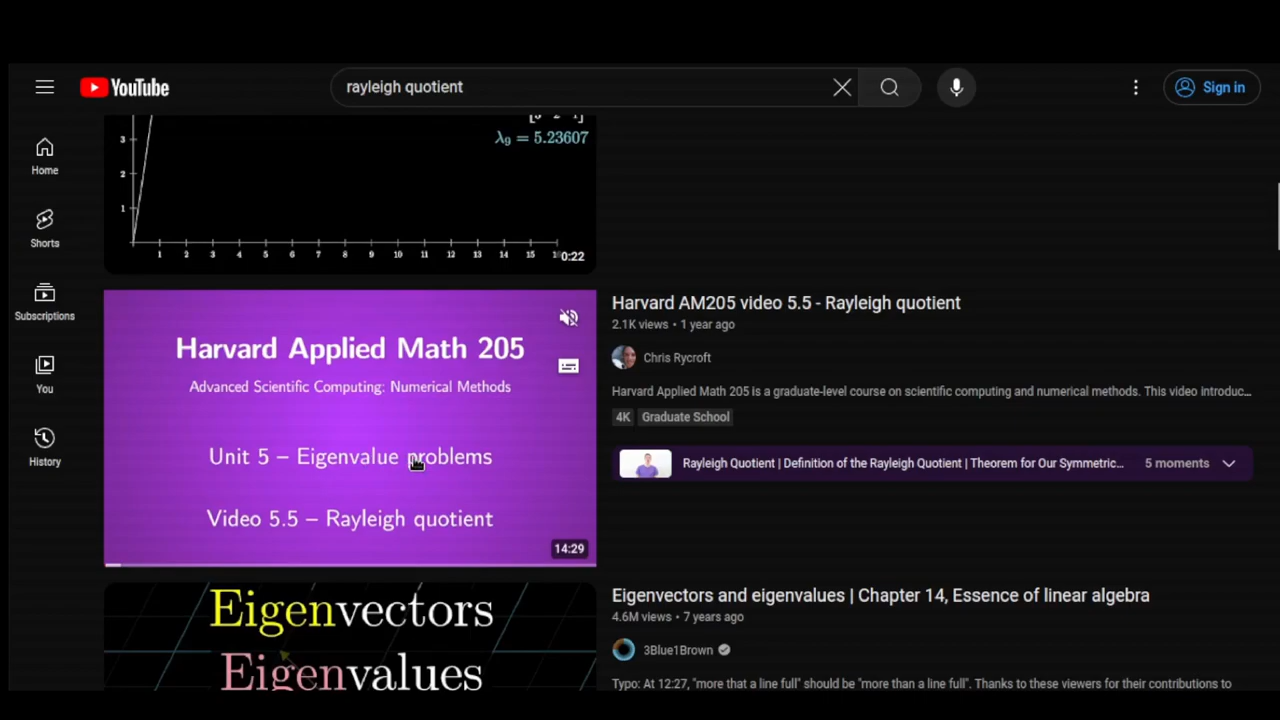 YouTube
rayleigh quotient
Sign in
Home
Shorts
Subscriptions
You
History
3
2
1
λ9 = 5.23607
1 2 3 4 5 6 7 8 9 10 11 12 13 14 15
0:22
Harvard Applied Math 205
Advanced Scientific Computing: Numerical Methods
Unit 5 – Eigenvalue problems
Video 5.5 – Rayleigh quotient
14:29
Harvard AM205 video 5.5 - Rayleigh quotient
2.1K views • 1 year ago
Chris Rycroft
Harvard Applied Math 205 is a graduate-level course on scientific computing and numerical methods. This video introduc...
4K Graduate School
Rayleigh Quotient | Definition of the Rayleigh Quotient | Theorem for Our Symmetric... 5 moments
Eigenvectors
Eigenvalues
Eigenvectors and eigenvalues | Chapter 14, Essence of linear algebra
4.6M views • 7 years ago
3Blue1Brown
Typo: At 12:27, "more that a line full" should be "more than a line full". Thanks to these viewers for their contributions to